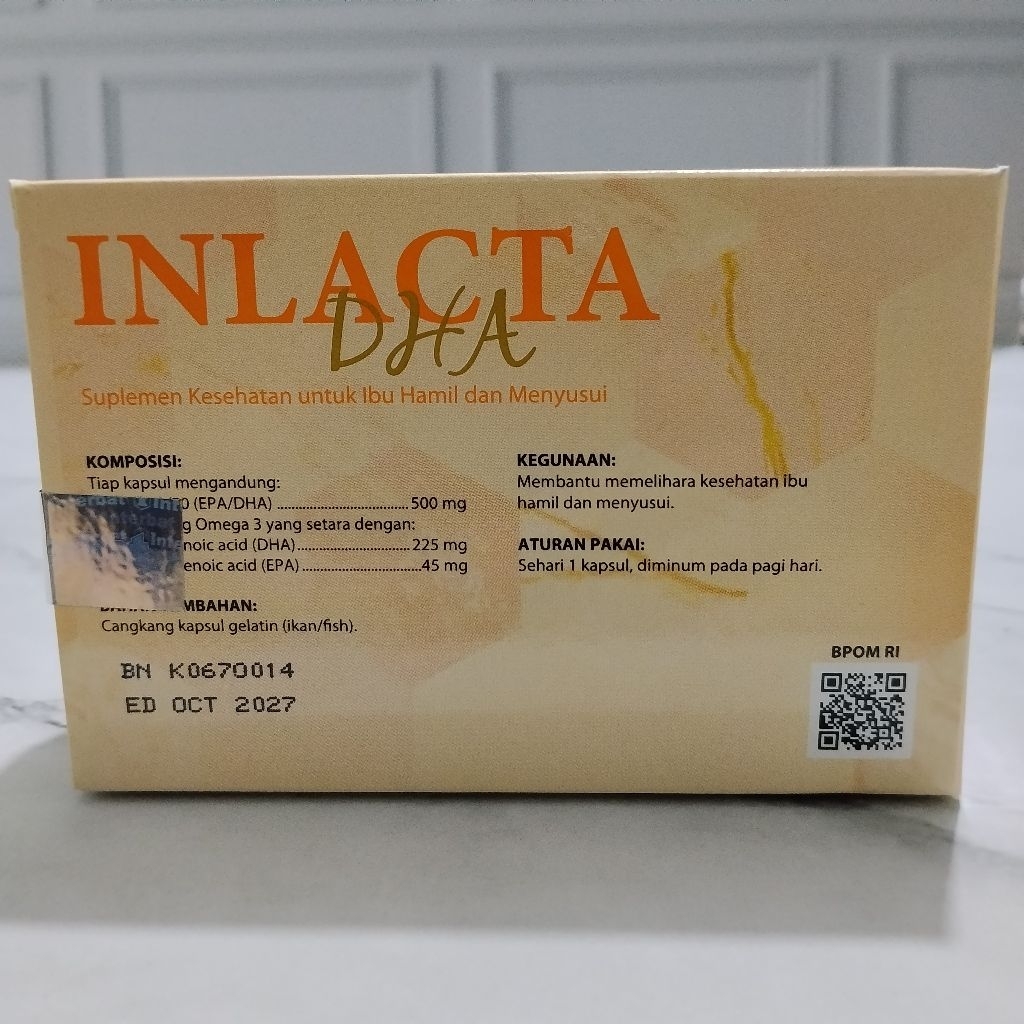 INLACTA
DHA
Suplemen Kesehatan untuk Ibu Hamil dan Menyusui
KOMPOSISI:
Tiap kapsul mengandung:
(EPA/DHA) ........................................ 500 mg
Omega 3 yang setara dengan:
acid (DHA) .................................. 225 mg
acid (EPA) .................................... 45 mg
Cangkang kapsul gelatin (ikan/fish).
BN K0670014
ED OCT 2027
KEGUNAAN:
Membantu memelihara kesehatan ibu
hamil dan menyusui.
ATURAN PAKAI:
Sehari 1 kapsul, diminum pada pagi hari.
BPOM RI